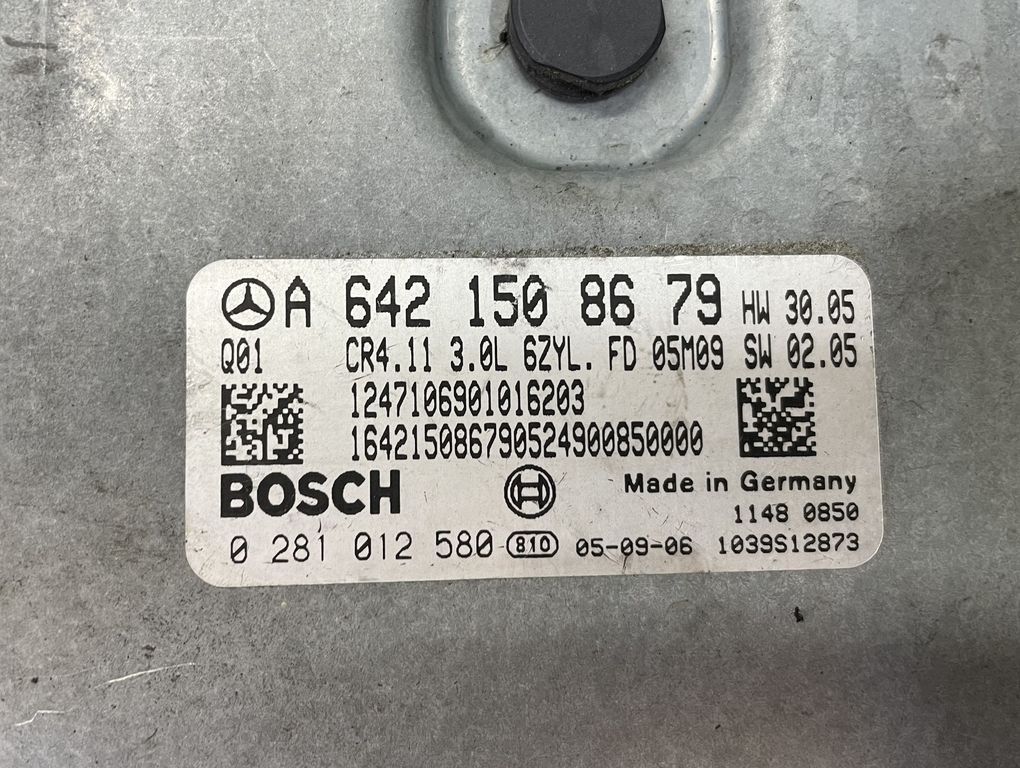 A 642 150 86 79 HW 30.05
Q01 CR4.11 3.0L 6ZYL. FD 05M09 SW 02.05
1247106901016203
164215086790524900850000
BOSCH Made in Germany
1148 0850
0 281 012 580 810 05-09-06 1039S12873